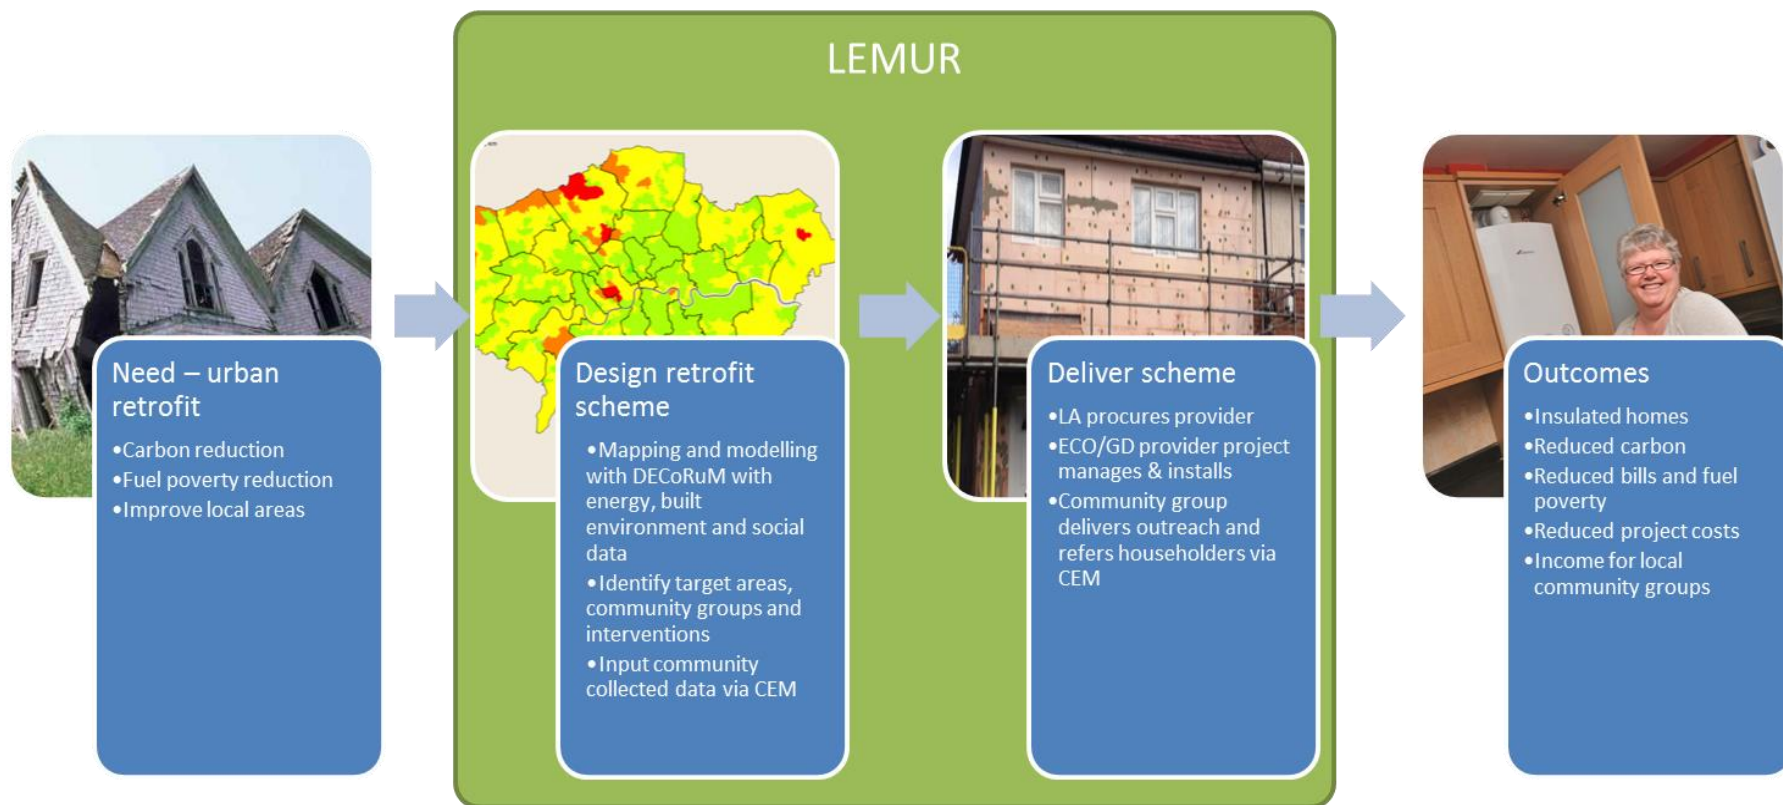 LEMUR
Need – urban
retrofit
•Carbon reduction
•Fuel poverty reduction
•Improve local areas
Design retrofit
scheme
•Mapping and modelling
with DECoRuM with
energy, built
environment and social
data
•Identify target areas,
community groups and
interventions
•Input community
collected data via CEM
Deliver scheme
•LA procures provider
•ECO/GD provider project
manages & installs
•Community group
delivers outreach and
refers householders via
CEM
Outcomes
•Insulated homes
•Reduced carbon
•Reduced bills and fuel
poverty
•Reduced project costs
•Income for local
community groups